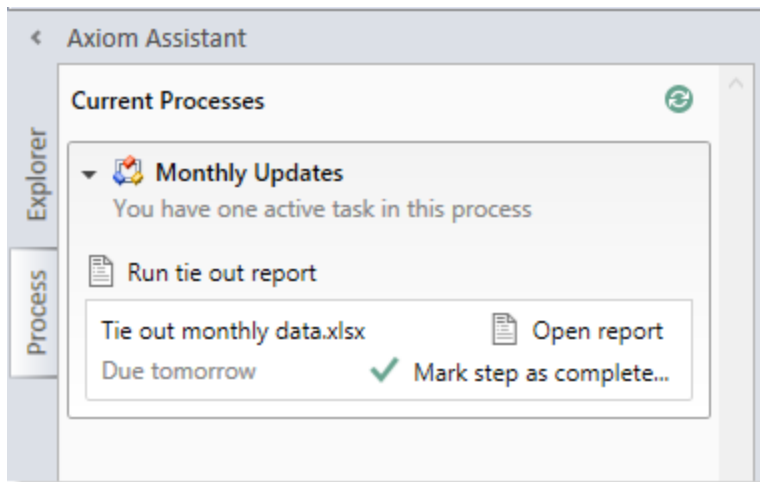 Axiom Assistant
Current Processes
Explorer
Process
Monthly Updates
You have one active task in this process
Run tie out report
Tie out monthly data.xlsx Open report
Due tomorrow Mark step as complete...